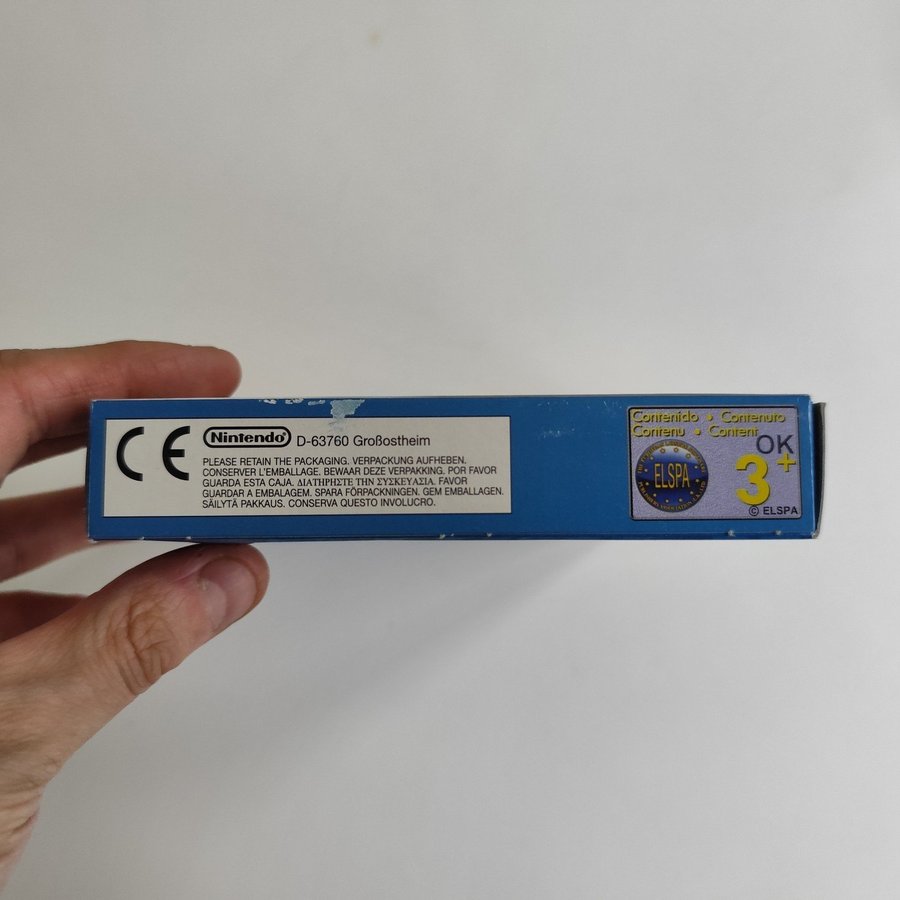 CE Nintendo D-63760 Großostheim
PLEASE RETAIN THE PACKAGING. VERPACKUNG AUFHEBEN.
CONSERVER L'EMBALLAGE. BEWAAR DEZE VERPAKKING. POR FAVOR
GUARDA ESTA CAJA. ΔΙΑΤΗΡΗΣΤΕ ΤΗΝ ΣΥΣΚΕΥΑΣΙΑ. FAVOR
GUARDAR A EMBALAGEM. SPARA FÖRPACKNINGEN. GEM EMBALLAGEN.
SÄILYTÄ PAKKAUS. CONSERVA QUESTO INVOLUCRO.
Contenido • Contenuto
Contenu • Content
OK
3+
ELSPA
© ELSPA